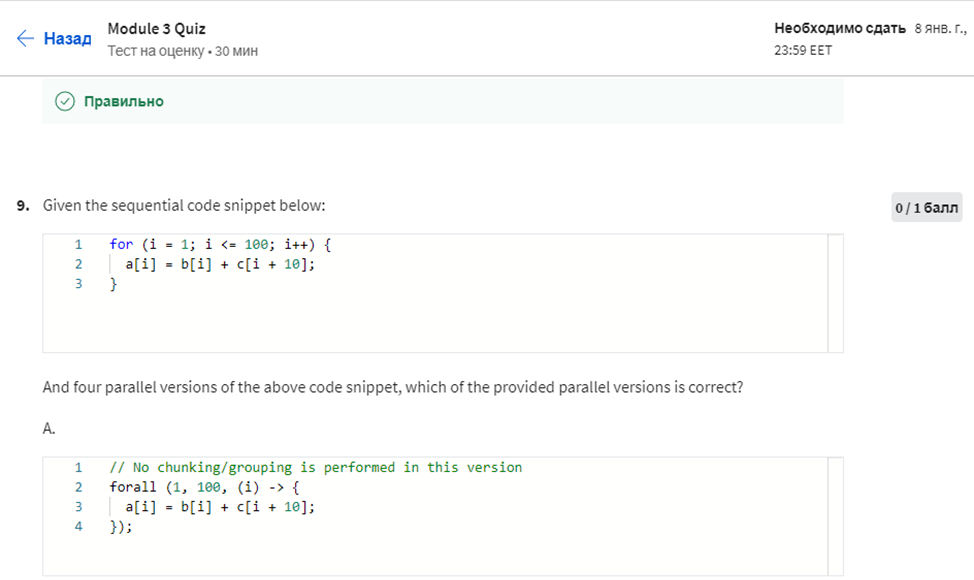 ← Назад
Module 3 Quiz
Тест на оценку • 30 мин
Необходимо сдать 8 янв. г.,
23:59 EET
Правильно
9. Given the sequential code snippet below:
0 / 1 балл
1 for (i = 1; i <= 100; i++) {
2 a[i] = b[i] + c[i + 10];
3 }
And four parallel versions of the above code snippet, which of the provided parallel versions is correct?
A.
1 // No chunking/grouping is performed in this version
2 forall (1, 100, (i) -> {
3 a[i] = b[i] + c[i + 10];
4 });